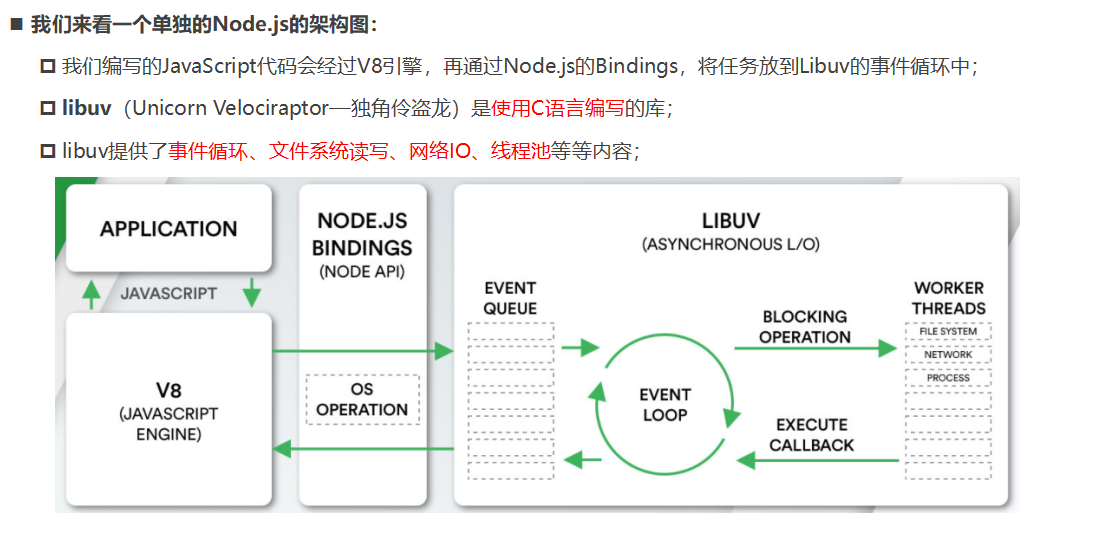 ■ 我们来看一个单独的Node.js的架构图：
我们编写的JavaScript代码会经过V8引擎，再通过Node.js的Bindings，将任务放到Libuv的事件循环中；
libuv（Unicorn Velociraptor—独角伶盗龙）是使用C语言编写的库；
libuv提供了事件循环、文件系统读写、网络IO、线程池等等内容；
APPLICATION
JAVASCRIPT
V8
(JAVASCRIPT
ENGINE)
NODE.JS
BINDINGS
(NODE API)
OS
OPERATION
LIBUV
(ASYNCHRONOUS L/O)
EVENT
QUEUE
EVENT
LOOP
BLOCKING
OPERATION
EXECUTE
CALLBACK
WORKER
THREADS
FILE SYSTEM
NETWORK
PROCESS